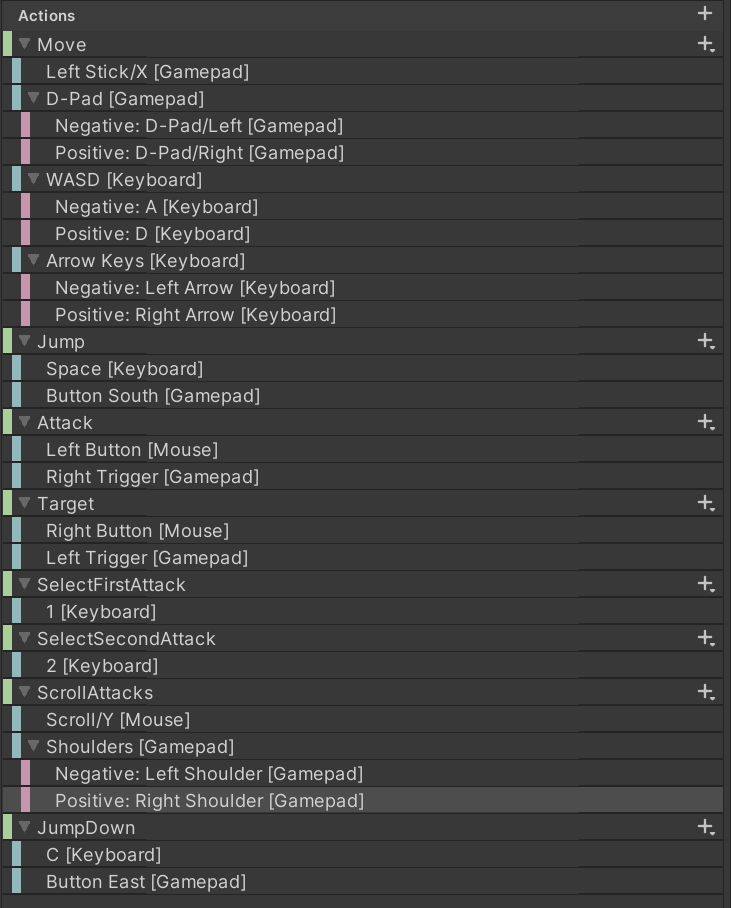 Actions
Move
Left Stick/X [Gamepad]
D-Pad [Gamepad]
Negative: D-Pad/Left [Gamepad]
Positive: D-Pad/Right [Gamepad]
WASD [Keyboard]
Negative: A [Keyboard]
Positive: D [Keyboard]
Arrow Keys [Keyboard]
Negative: Left Arrow [Keyboard]
Positive: Right Arrow [Keyboard]
Jump
Space [Keyboard]
Button South [Gamepad]
Attack
Left Button [Mouse]
Right Trigger [Gamepad]
Target
Right Button [Mouse]
Left Trigger [Gamepad]
SelectFirstAttack
1 [Keyboard]
SelectSecondAttack
2 [Keyboard]
ScrollAttacks
Scroll/Y [Mouse]
Shoulders [Gamepad]
Negative: Left Shoulder [Gamepad]
Positive: Right Shoulder [Gamepad]
JumpDown
C [Keyboard]
Button East [Gamepad]